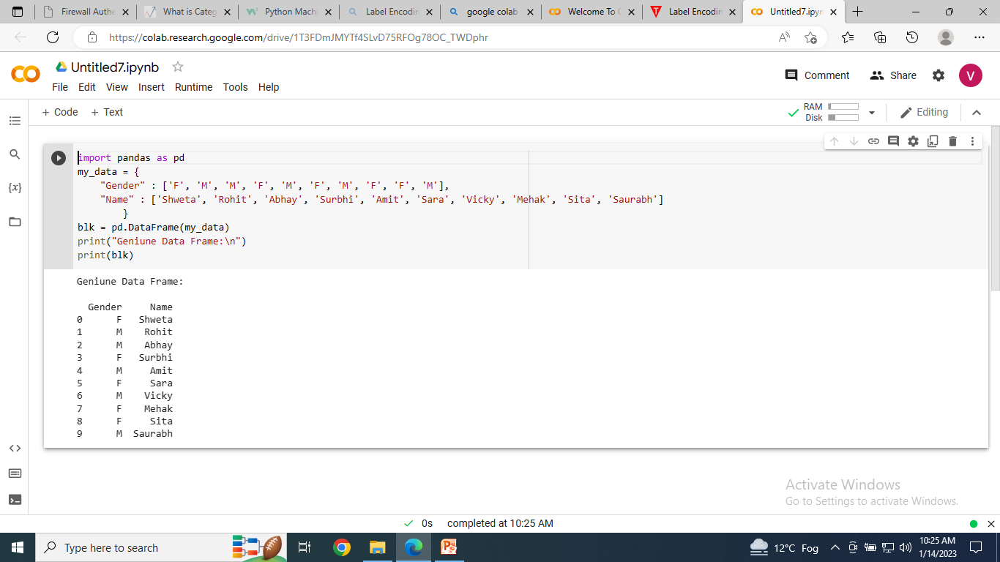 Firewall Authe
What is Categ
Python Mach
Label Encodin
google colab
Welcome To C
Label Encodin
Untitled7.ipyn
https://colab.research.google.com/drive/1T3FDmJMYTf4SLvD75RFOg78OC_TWDphr
Untitled7.ipynb
Comment Share V
File Edit View Insert Runtime Tools Help
+ Code + Text
RAM
Disk
Editing
import pandas as pd
my_data = {
    "Gender" : ['F', 'M', 'M', 'F', 'M', 'F', 'M', 'F', 'F', 'M'],
    "Name" : ['Shweta', 'Rohit', 'Abhay', 'Surbhi', 'Amit', 'Sara', 'Vicky', 'Mehak', 'Sita', 'Saurabh']
        }
blk = pd.DataFrame(my_data)
print("Geniune Data Frame:\n")
print(blk)
Geniune Data Frame:
  Gender     Name
0      F   Shweta
1      M    Rohit
2      M    Abhay
3      F   Surbhi
4      M     Amit
5      F     Sara
6      M    Vicky
7      F    Mehak
8      F     Sita
9      M  Saurabh
Activate Windows
Go to Settings to activate Windows.
0s completed at 10:25 AM
Type here to search
12°C Fog
10:25 AM
1/14/2023